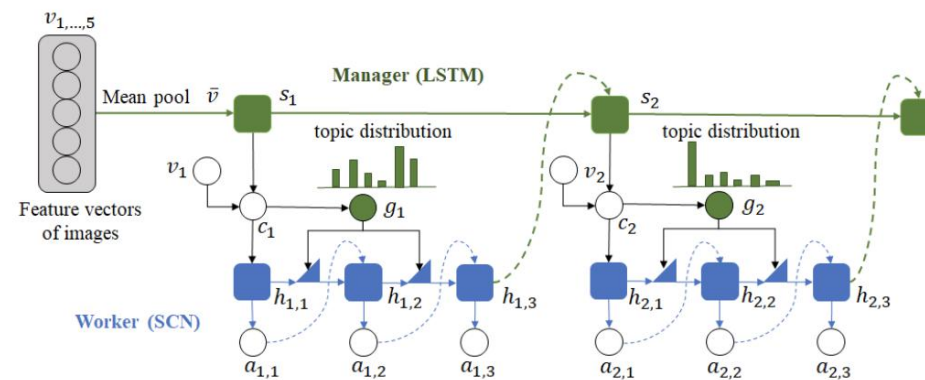 v₁,...,₅
Manager (LSTM)
Mean pool v̄ s₁ s₂
topic distribution topic distribution
v₁ v₂
Feature vectors
of images
g₁ g₂
c₁ c₂
h₁,₁ h₁,₂ h₁,₃ h₂,₁ h₂,₂ h₂,₃
Worker (SCN)
a₁,₁ a₁,₂ a₁,₃ a₂,₁ a₂,₂ a₂,₃